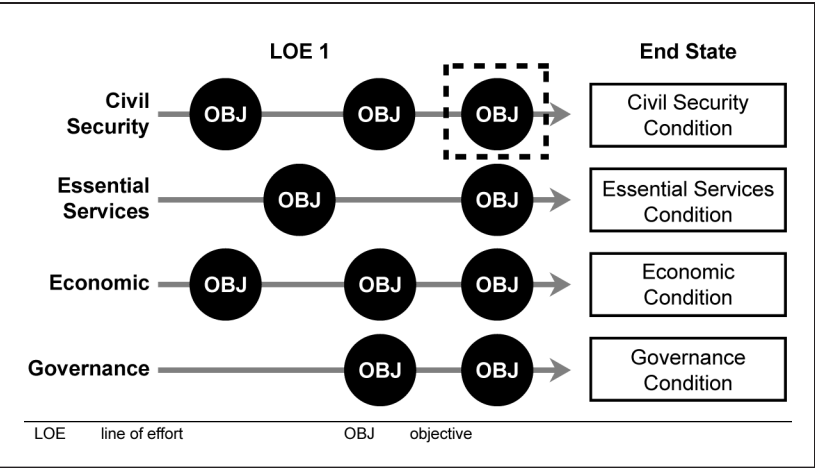 LOE 1
End State
Civil
Security
OBJ
OBJ
OBJ
Civil Security
Condition
Essential
Services
OBJ
OBJ
Essential Services
Condition
Economic
OBJ
OBJ
OBJ
Economic
Condition
Governance
OBJ
OBJ
Governance
Condition
LOE line of effort OBJ objective